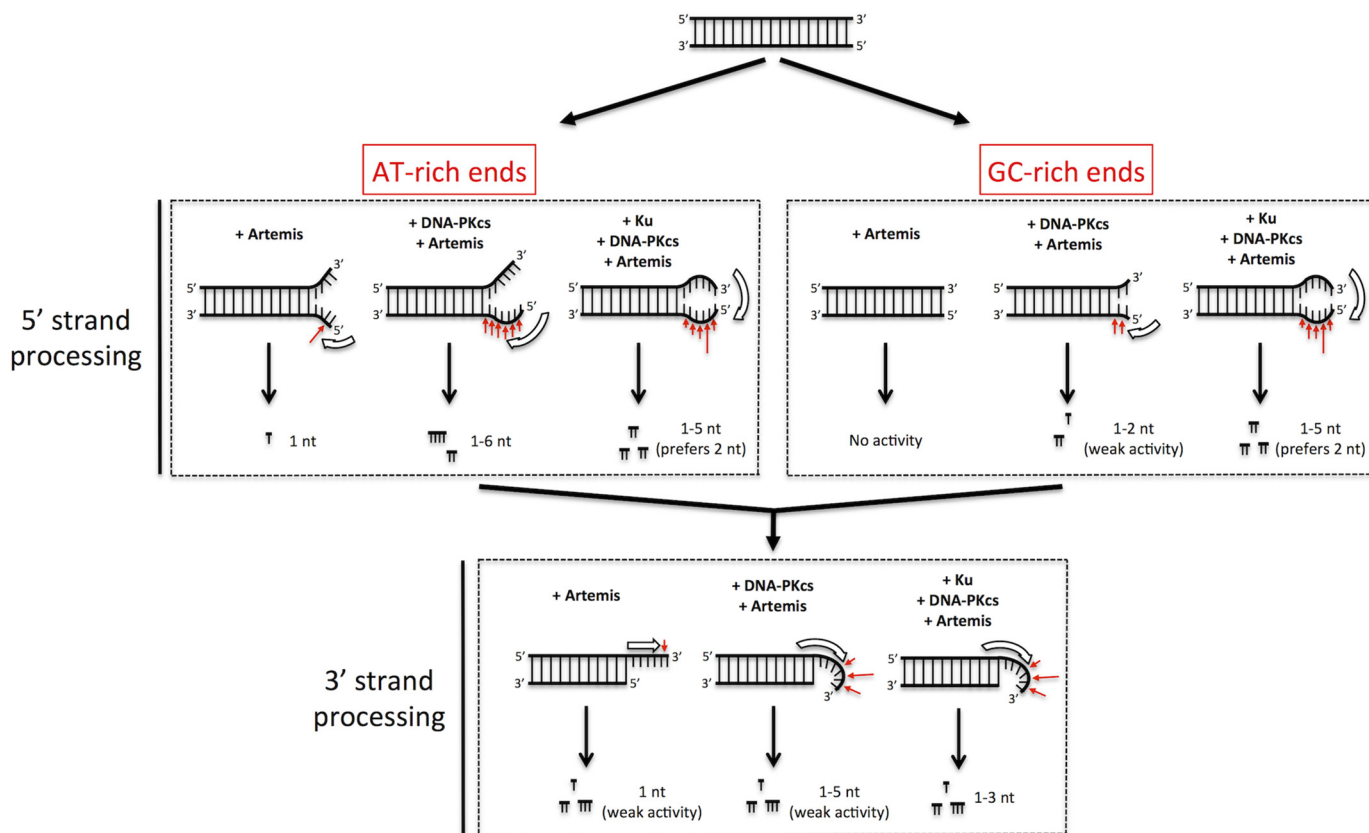 5’ 3’
3’ 5’
AT-rich ends
GC-rich ends
5’ strand
processing
+ Artemis
3’
5’
3’
5’
1 nt
+ DNA-PKcs
+ Artemis
3’
5’
5’
3’
1-6 nt
+ Ku
+ DNA-PKcs
+ Artemis
5’
3’
3’
5’
1-5 nt
(prefers 2 nt)
+ Artemis
5’ 3’
3’ 5’
No activity
+ DNA-PKcs
+ Artemis
5’ 3’
3’ 5’
1-2 nt
(weak activity)
+ Ku
+ DNA-PKcs
+ Artemis
5’ 3’
3’ 5’
1-5 nt
(prefers 2 nt)
3’ strand
processing
+ Artemis
5’ 3’
3’ 5’
1 nt
(weak activity)
+ DNA-PKcs
+ Artemis
5’
3’
3’
1-5 nt
(weak activity)
+ Ku
+ DNA-PKcs
+ Artemis
5’
3’
3’
1-3 nt